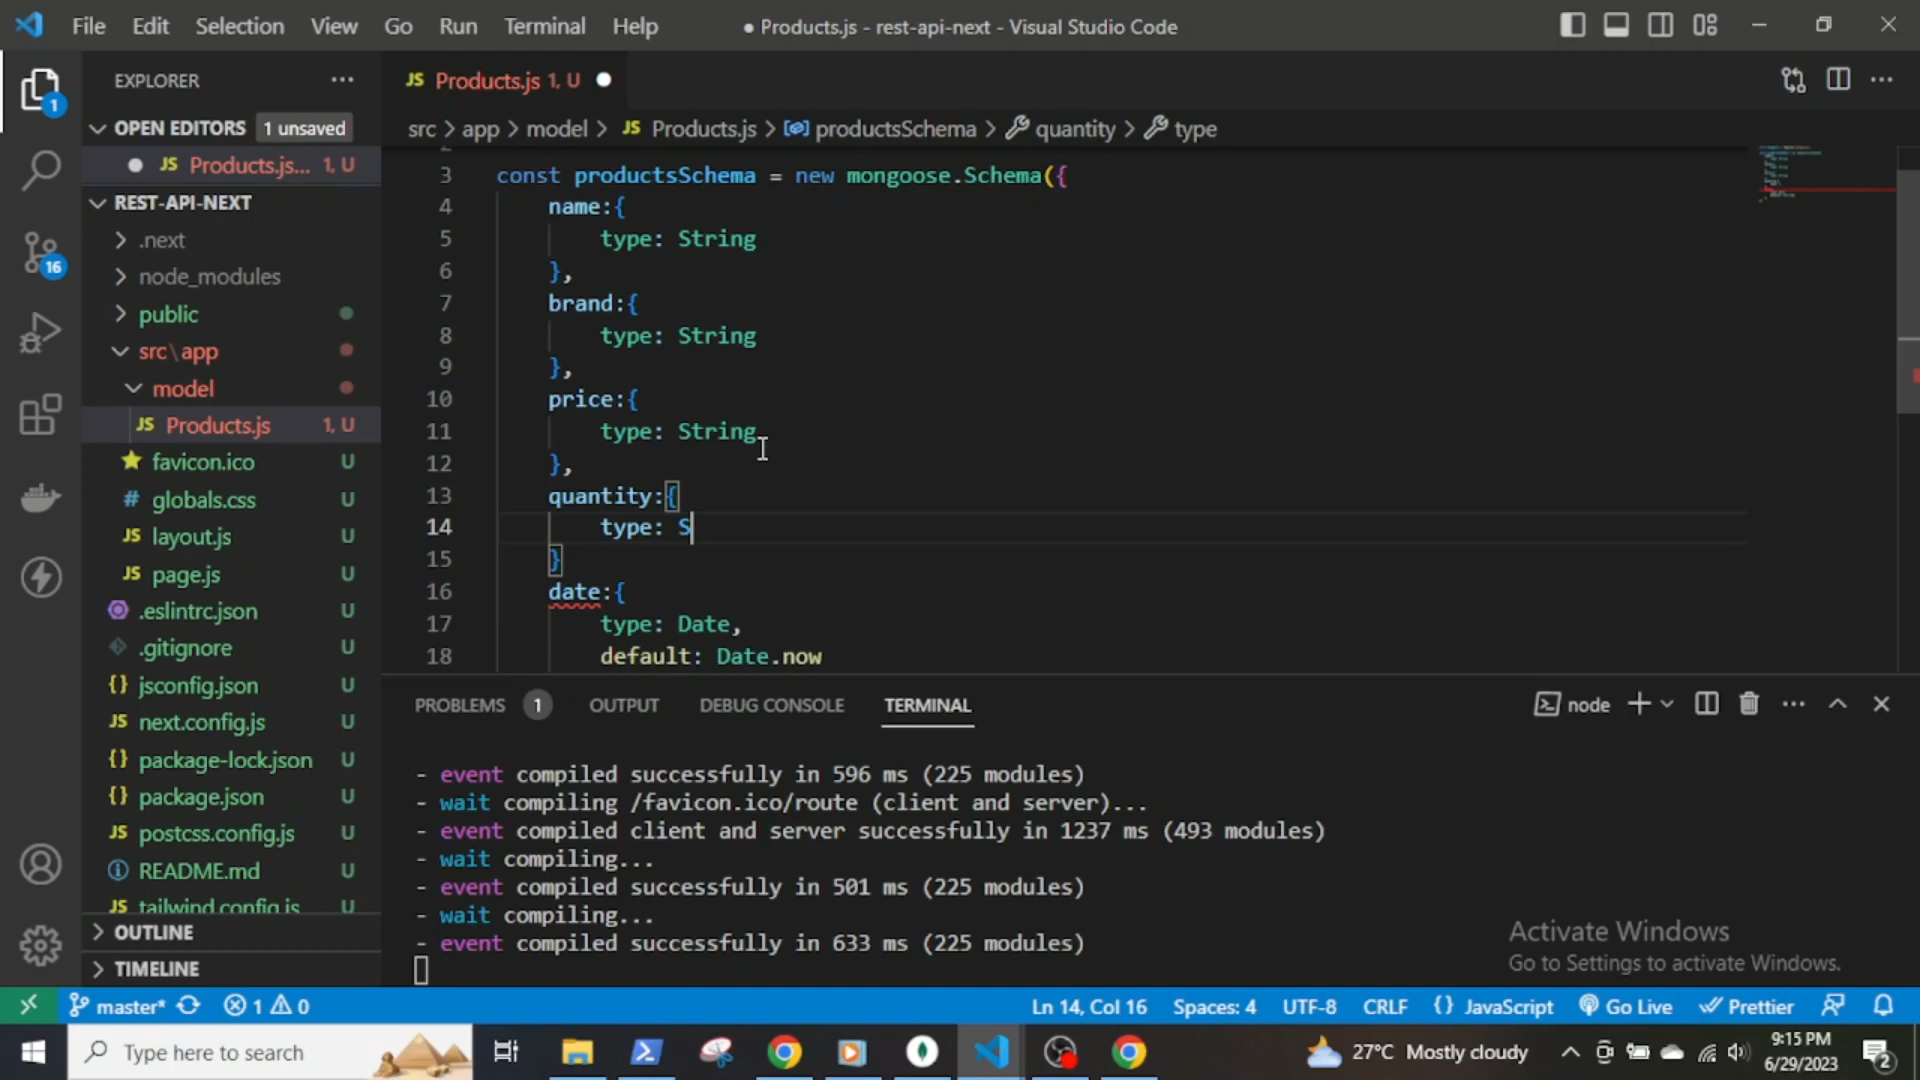 File Edit Selection View Go Run Terminal Help
● Products.js - rest-api-next - Visual Studio Code
EXPLORER
OPEN EDITORS 1 unsaved
JS Products.js... 1, U
REST-API-NEXT
.next
node_modules
public
src\app
model
JS Products.js 1, U
favicon.ico U
# globals.css U
JS layout.js U
JS page.js U
.eslintrc.json U
.gitignore U
{} jsconfig.json U
JS next.config.js U
{} package-lock.json U
{} package.json U
JS postcss.config.js U
README.md U
JS tailwind.config.js U
OUTLINE
TIMELINE
1
16
JS Products.js 1, U ●
src > app > model > JS Products.js > productsSchema > quantity > type
3 const productsSchema = new mongoose.Schema({
4 name:{
5 type: String
6 },
7 brand:{
8 type: String
9 },
10 price:{
11 type: String
12 },
13 quantity:{
14 type: S
15 }
16 date:{
17 type: Date,
18 default: Date.now
PROBLEMS 1 OUTPUT DEBUG CONSOLE TERMINAL
node
- event compiled successfully in 596 ms (225 modules)
- wait compiling /favicon.ico/route (client and server)...
- event compiled client and server successfully in 1237 ms (493 modules)
- wait compiling...
- event compiled successfully in 501 ms (225 modules)
- wait compiling...
- event compiled successfully in 633 ms (225 modules)
Activate Windows
Go to Settings to activate Windows.
master* 1 0 Ln 14, Col 16 Spaces: 4 UTF-8 CRLF {} JavaScript Go Live Prettier
Type here to search
27°C Mostly cloudy
9:15 PM
6/29/2023
2